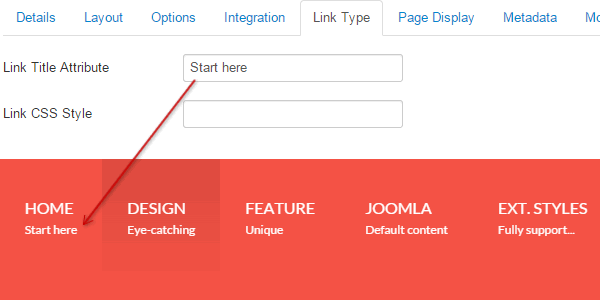 Details Layout Options Integration Link Type Page Display Metadata Mo
Link Title Attribute Start here
Link CSS Style
HOME DESIGN FEATURE JOOMLA EXT. STYLES
Start here Eye-catching Unique Default content Fully support...